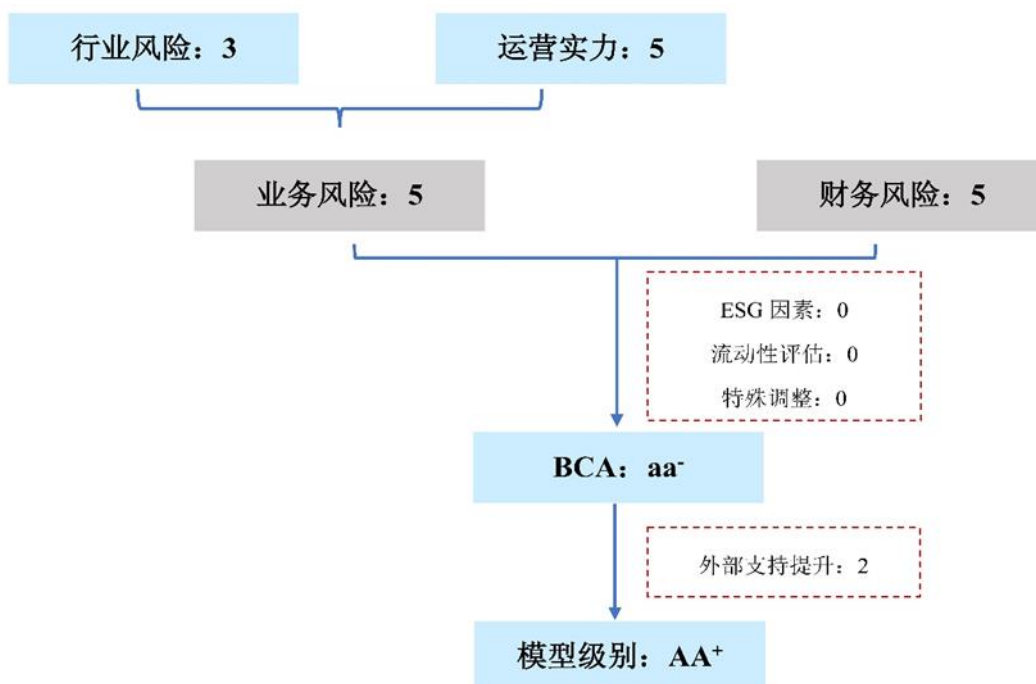 行业风险：3
运营实力：5
业务风险：5
财务风险：5
ESG 因素：0
流动性评估：0
特殊调整：0
BCA：aa⁻
外部支持提升：2
模型级别：AA⁺